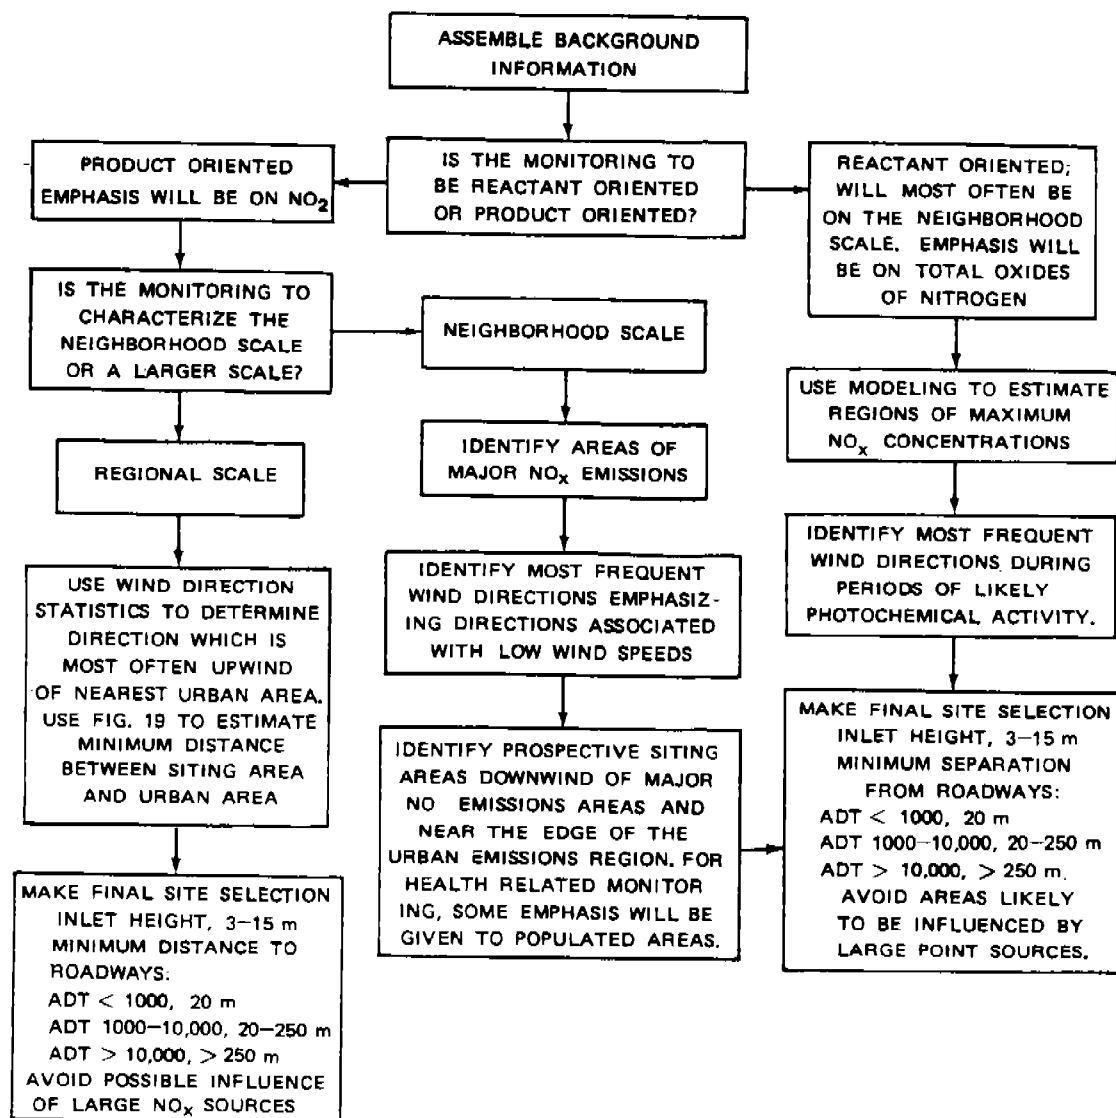 ASSEMBLE BACKGROUND
INFORMATION
IS THE MONITORING TO
BE REACTANT ORIENTED
OR PRODUCT ORIENTED?
PRODUCT ORIENTED
EMPHASIS WILL BE ON NO₂
IS THE MONITORING TO
CHARACTERIZE THE
NEIGHBORHOOD SCALE
OR A LARGER SCALE?
REGIONAL SCALE
USE WIND DIRECTION
STATISTICS TO DETERMINE
DIRECTION WHICH IS
MOST OFTEN UPWIND
OF NEAREST URBAN AREA.
USE FIG. 19 TO ESTIMATE
MINIMUM DISTANCE
BETWEEN SITING AREA
AND URBAN AREA
MAKE FINAL SITE SELECTION
INLET HEIGHT, 3–15 m
MINIMUM DISTANCE TO
ROADWAYS:
ADT < 1000, 20 m
ADT 1000–10,000, 20–250 m
ADT > 10,000, > 250 m
AVOID POSSIBLE INFLUENCE
OF LARGE NOₓ SOURCES
NEIGHBORHOOD SCALE
IDENTIFY AREAS OF
MAJOR NOₓ EMISSIONS
IDENTIFY MOST FREQUENT
WIND DIRECTIONS EMPHASIZ-
ING DIRECTIONS ASSOCIATED
WITH LOW WIND SPEEDS
IDENTIFY PROSPECTIVE SITING
AREAS DOWNWIND OF MAJOR
NO EMISSIONS AREAS AND
NEAR THE EDGE OF THE
URBAN EMISSIONS REGION. FOR
HEALTH RELATED MONITOR
ING, SOME EMPHASIS WILL BE
GIVEN TO POPULATED AREAS.
REACTANT ORIENTED;
WILL MOST OFTEN BE
ON THE NEIGHBORHOOD
SCALE. EMPHASIS WILL
BE ON TOTAL OXIDES
OF NITROGEN
USE MODELING TO ESTIMATE
REGIONS OF MAXIMUM
NOₓ CONCENTRATIONS
IDENTIFY MOST FREQUENT
WIND DIRECTIONS DURING
PERIODS OF LIKELY
PHOTOCHEMICAL ACTIVITY.
MAKE FINAL SITE SELECTION
INLET HEIGHT, 3–15 m
MINIMUM SEPARATION
FROM ROADWAYS:
ADT < 1000, 20 m
ADT 1000–10,000, 20–250 m
ADT > 10,000, > 250 m.
AVOID AREAS LIKELY
TO BE INFLUENCED BY
LARGE POINT SOURCES.